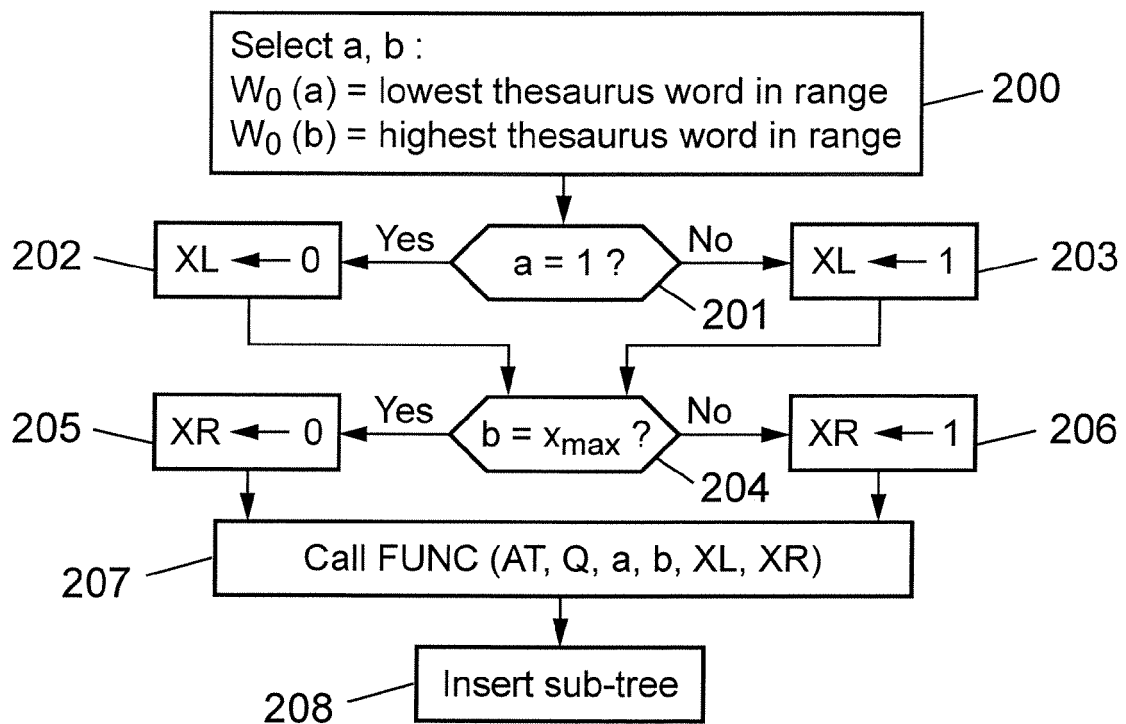 Select a, b :
W₀ (a) = lowest thesaurus word in range
W₀ (b) = highest thesaurus word in range
200
202
XL ← 0
Yes
a = 1 ?
No
XL ← 1
203
201
205
XR ← 0
Yes
b = xmax ?
No
XR ← 1
206
204
Call FUNC (AT, Q, a, b, XL, XR)
207
Insert sub-tree
208